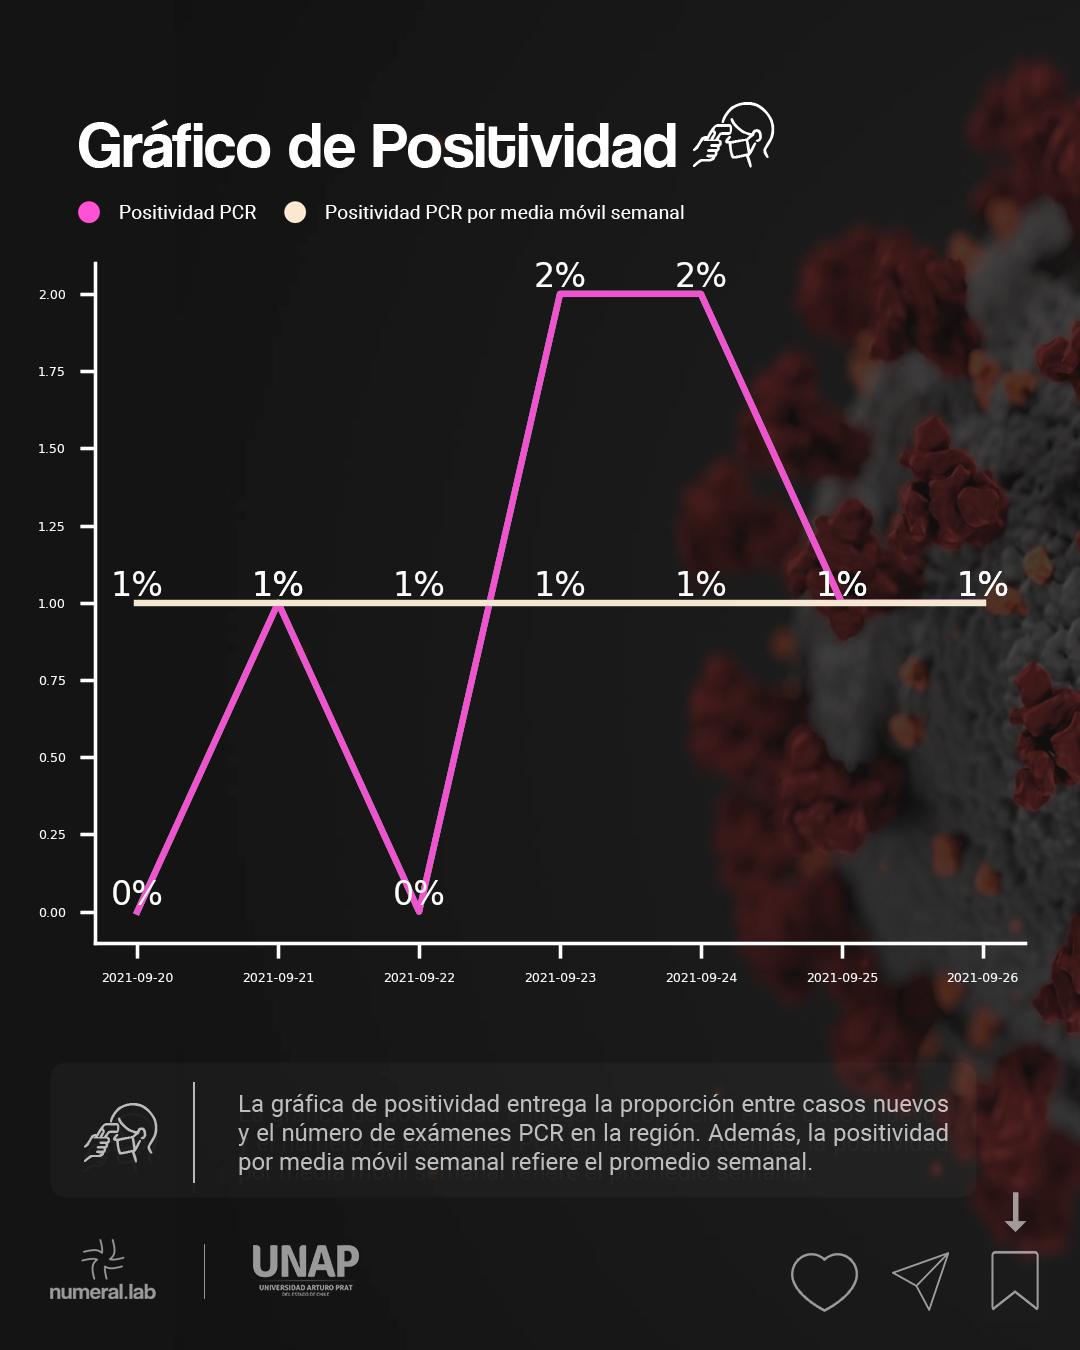 Gráfico de Positividad
Positividad PCR
Positividad PCR por media móvil semanal
2% 2%
2.00
1.75
1.50
1.25
1% 1% 1% 1% 1% 1% 1%
1.00
0.75
0.50
0.25
0% 0%
0.00
2021-09-20 2021-09-21 2021-09-22 2021-09-23 2021-09-24 2021-09-25 2021-09-26
La gráfica de positividad entrega la proporción entre casos nuevos
y el número de exámenes PCR en la región. Además, la positividad
por media móvil semanal refiere el promedio semanal.
numeral.lab
UNAP
UNIVERSIDAD ARTURO PRAT
DEL ESTADO DE CHILE